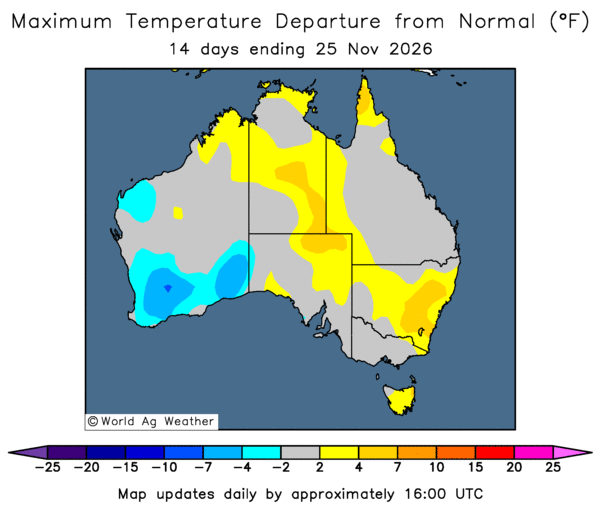 Maximum Temperature Departure from Normal (°F)
14 days ending 25 Nov 2026
©World Ag Weather
-25 -20 -15 -10 -7 -4 -2 2 4 7 10 15 20 25
Map updates daily by approximately 16:00 UTC